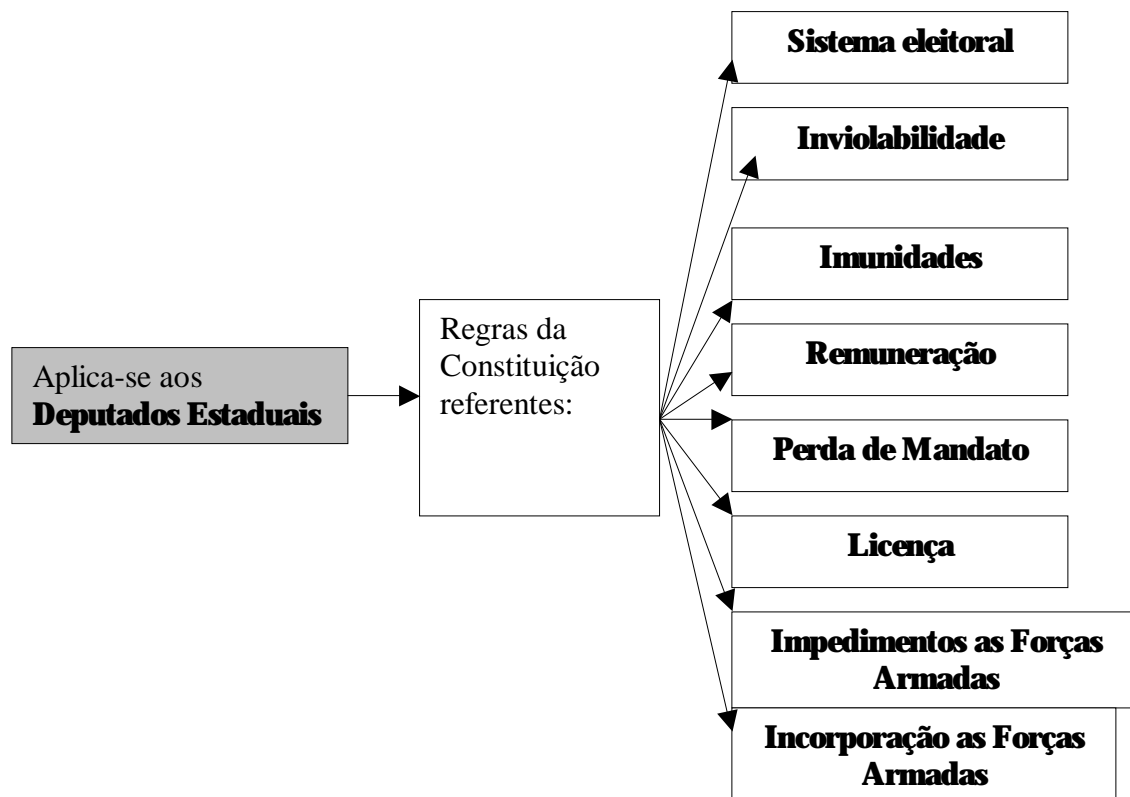 Aplica-se aos
Deputados Estaduais
Regras da
Constituição
referentes:
Sistema eleitoral
Inviolabilidade
Imunidades
Remuneração
Perda de Mandato
Licença
Impedimentos as Forças
Armadas
Incorporação as Forças
Armadas